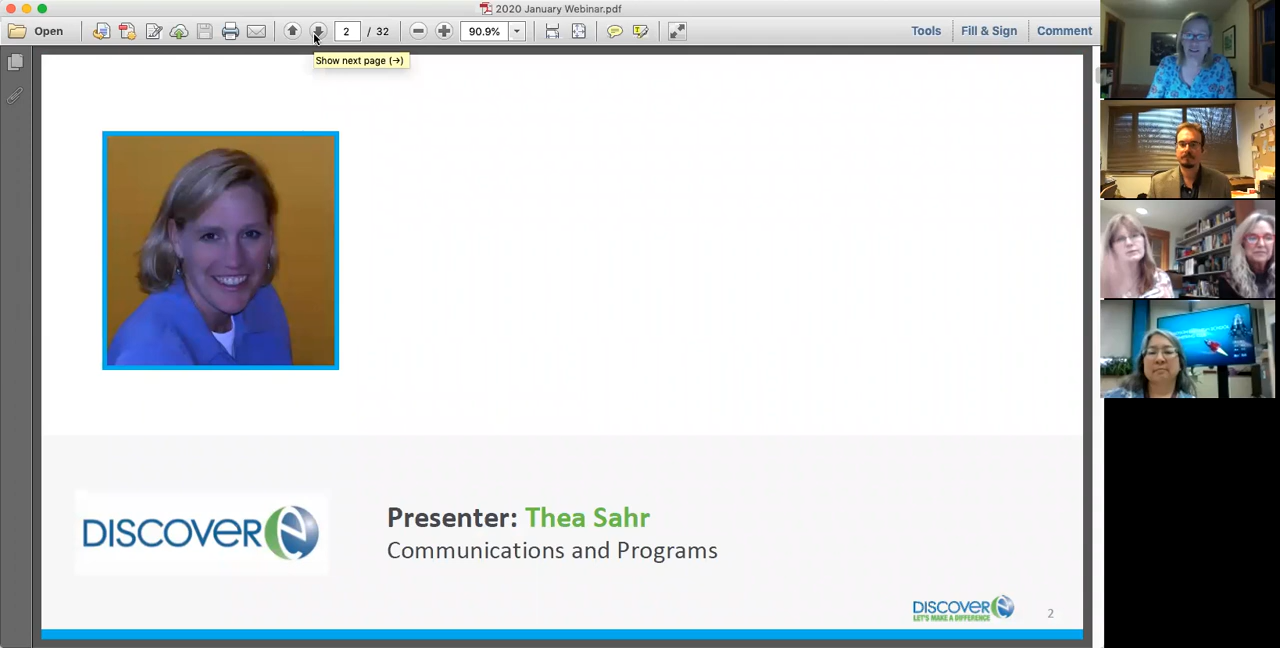 2020 January Webinar.pdf
Open
2 / 32
90.9%
Tools
Fill & Sign
Comment
Show next page (→)
DISCOVER e
Presenter: Thea Sahr
Communications and Programs
DISCOVER e
LET'S MAKE A DIFFERENCE
2